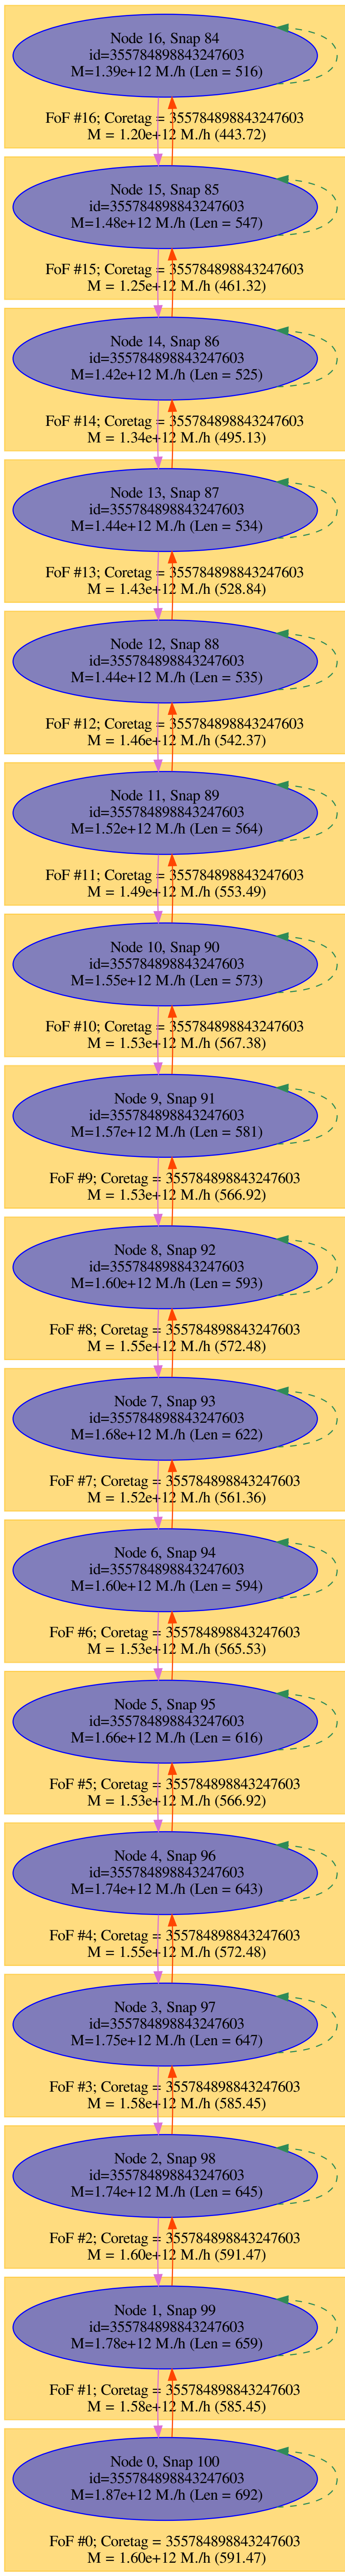 Node 16, Snap 84
id=355784898843247603
M=1.39e+12 M./h (Len = 516)
FoF #16; Coretag = 355784898843247603
M = 1.20e+12 M./h (443.72)
Node 15, Snap 85
id=355784898843247603
M=1.48e+12 M./h (Len = 547)
FoF #15; Coretag = 355784898843247603
M = 1.25e+12 M./h (461.32)
Node 14, Snap 86
id=355784898843247603
M=1.42e+12 M./h (Len = 525)
FoF #14; Coretag = 355784898843247603
M = 1.34e+12 M./h (495.13)
Node 13, Snap 87
id=355784898843247603
M=1.44e+12 M./h (Len = 534)
FoF #13; Coretag = 355784898843247603
M = 1.43e+12 M./h (528.84)
Node 12, Snap 88
id=355784898843247603
M=1.44e+12 M./h (Len = 535)
FoF #12; Coretag = 355784898843247603
M = 1.46e+12 M./h (542.37)
Node 11, Snap 89
id=355784898843247603
M=1.52e+12 M./h (Len = 564)
FoF #11; Coretag = 355784898843247603
M = 1.49e+12 M./h (553.49)
Node 10, Snap 90
id=355784898843247603
M=1.55e+12 M./h (Len = 573)
FoF #10; Coretag = 355784898843247603
M = 1.53e+12 M./h (567.38)
Node 9, Snap 91
id=355784898843247603
M=1.57e+12 M./h (Len = 581)
FoF #9; Coretag = 355784898843247603
M = 1.53e+12 M./h (566.92)
Node 8, Snap 92
id=355784898843247603
M=1.60e+12 M./h (Len = 593)
FoF #8; Coretag = 355784898843247603
M = 1.55e+12 M./h (572.48)
Node 7, Snap 93
id=355784898843247603
M=1.68e+12 M./h (Len = 622)
FoF #7; Coretag = 355784898843247603
M = 1.52e+12 M./h (561.36)
Node 6, Snap 94
id=355784898843247603
M=1.60e+12 M./h (Len = 594)
FoF #6; Coretag = 355784898843247603
M = 1.53e+12 M./h (565.53)
Node 5, Snap 95
id=355784898843247603
M=1.66e+12 M./h (Len = 616)
FoF #5; Coretag = 355784898843247603
M = 1.53e+12 M./h (566.92)
Node 4, Snap 96
id=355784898843247603
M=1.74e+12 M./h (Len = 643)
FoF #4; Coretag = 355784898843247603
M = 1.55e+12 M./h (572.48)
Node 3, Snap 97
id=355784898843247603
M=1.75e+12 M./h (Len = 647)
FoF #3; Coretag = 355784898843247603
M = 1.58e+12 M./h (585.45)
Node 2, Snap 98
id=355784898843247603
M=1.74e+12 M./h (Len = 645)
FoF #2; Coretag = 355784898843247603
M = 1.60e+12 M./h (591.47)
Node 1, Snap 99
id=355784898843247603
M=1.78e+12 M./h (Len = 659)
FoF #1; Coretag = 355784898843247603
M = 1.58e+12 M./h (585.45)
Node 0, Snap 100
id=355784898843247603
M=1.87e+12 M./h (Len = 692)
FoF #0; Coretag = 355784898843247603
M = 1.60e+12 M./h (591.47)